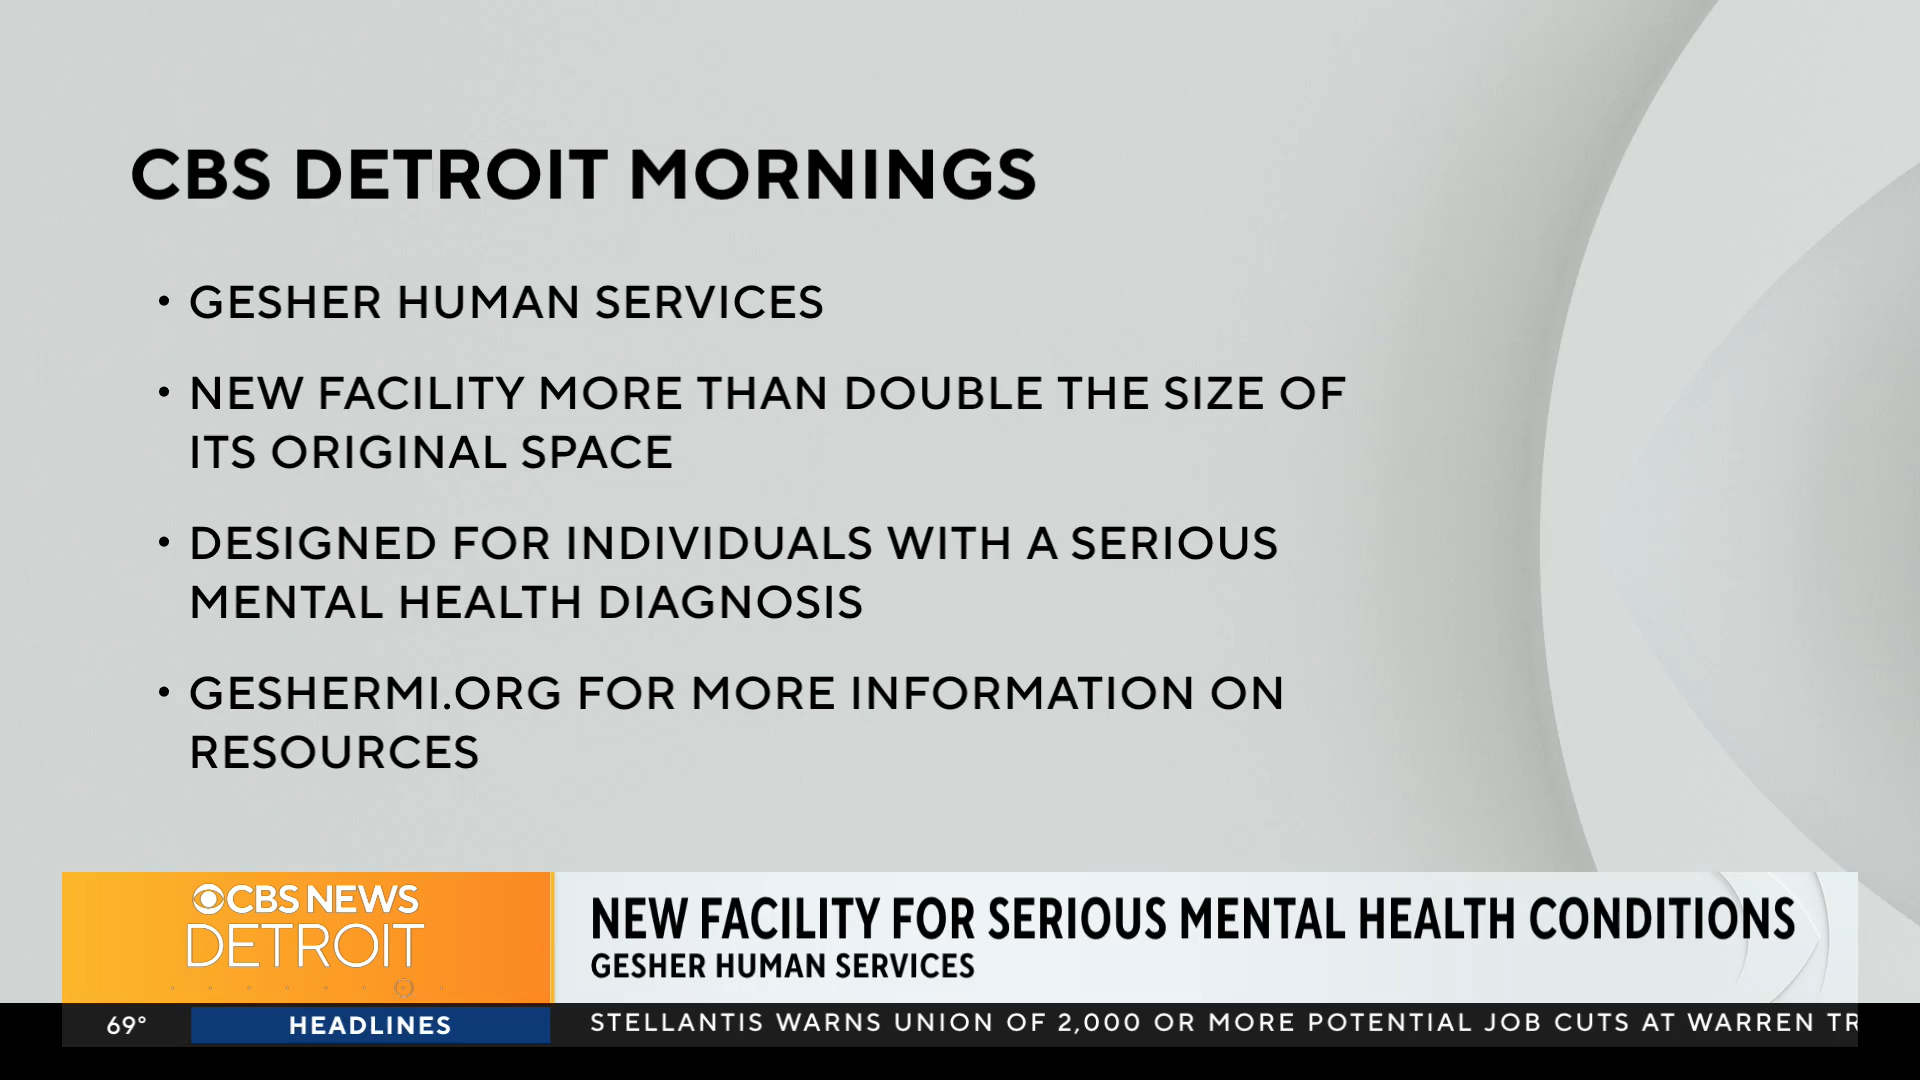 CBS DETROIT MORNINGS
• GESHER HUMAN SERVICES
• NEW FACILITY MORE THAN DOUBLE THE SIZE OF
ITS ORIGINAL SPACE
• DESIGNED FOR INDIVIDUALS WITH A SERIOUS
MENTAL HEALTH DIAGNOSIS
• GESHERMI.ORG FOR MORE INFORMATION ON
RESOURCES
CBS NEWS
DETROIT
NEW FACILITY FOR SERIOUS MENTAL HEALTH CONDITIONS
GESHER HUMAN SERVICES
69°
HEADLINES
STELLANTIS WARNS UNION OF 2,000 OR MORE POTENTIAL JOB CUTS AT WARREN TR